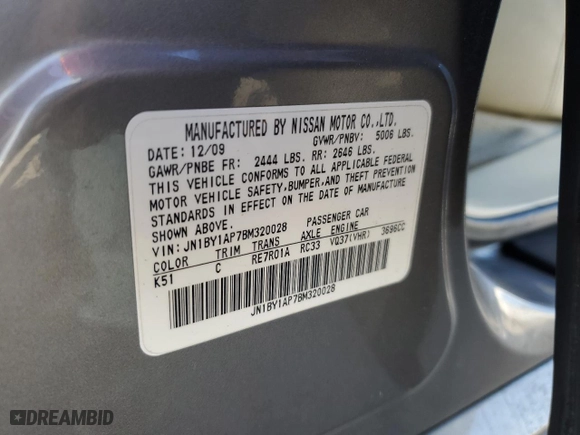 MANUFACTURED BY NISSAN MOTOR CO.,LTD.
DATE: 12/09 GVWR/PNBV: 5006 LBS.
GAWR/PNBE FR: 2444 LBS. RR: 2646 LBS.
THIS VEHICLE CONFORMS TO ALL APPLICABLE FEDERAL
MOTOR VEHICLE SAFETY,BUMPER,AND THEFT PREVENTION
STANDARDS IN EFFECT ON THE DATE OF MANUFACTURE
SHOWN ABOVE.
VIN: JN1BY1AP7BM320028 PASSENGER CAR
COLOR TRIM TRANS AXLE ENGINE
K51 C RE7R01A RC33 VQ37(VHR) 3696CC
JN1BY1AP7BM320028
DREAMBID